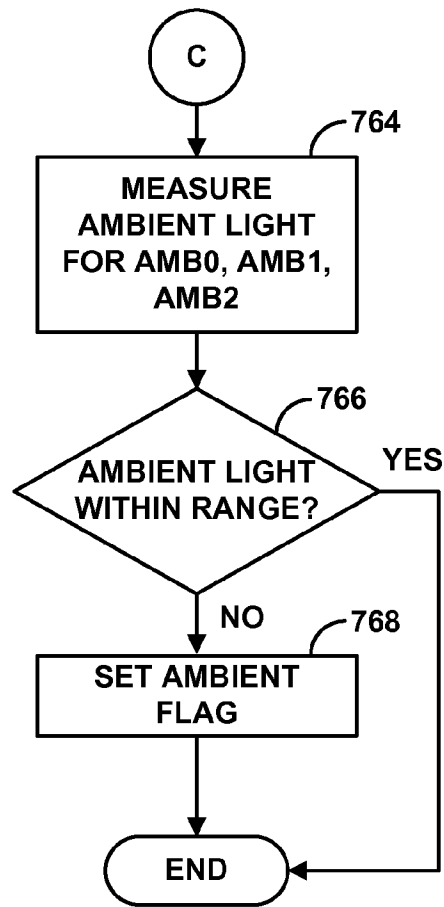 C
764
MEASURE
AMBIENT LIGHT
FOR AMB0, AMB1,
AMB2
766
AMBIENT LIGHT
WITHIN RANGE?
YES
NO
768
SET AMBIENT
FLAG
END